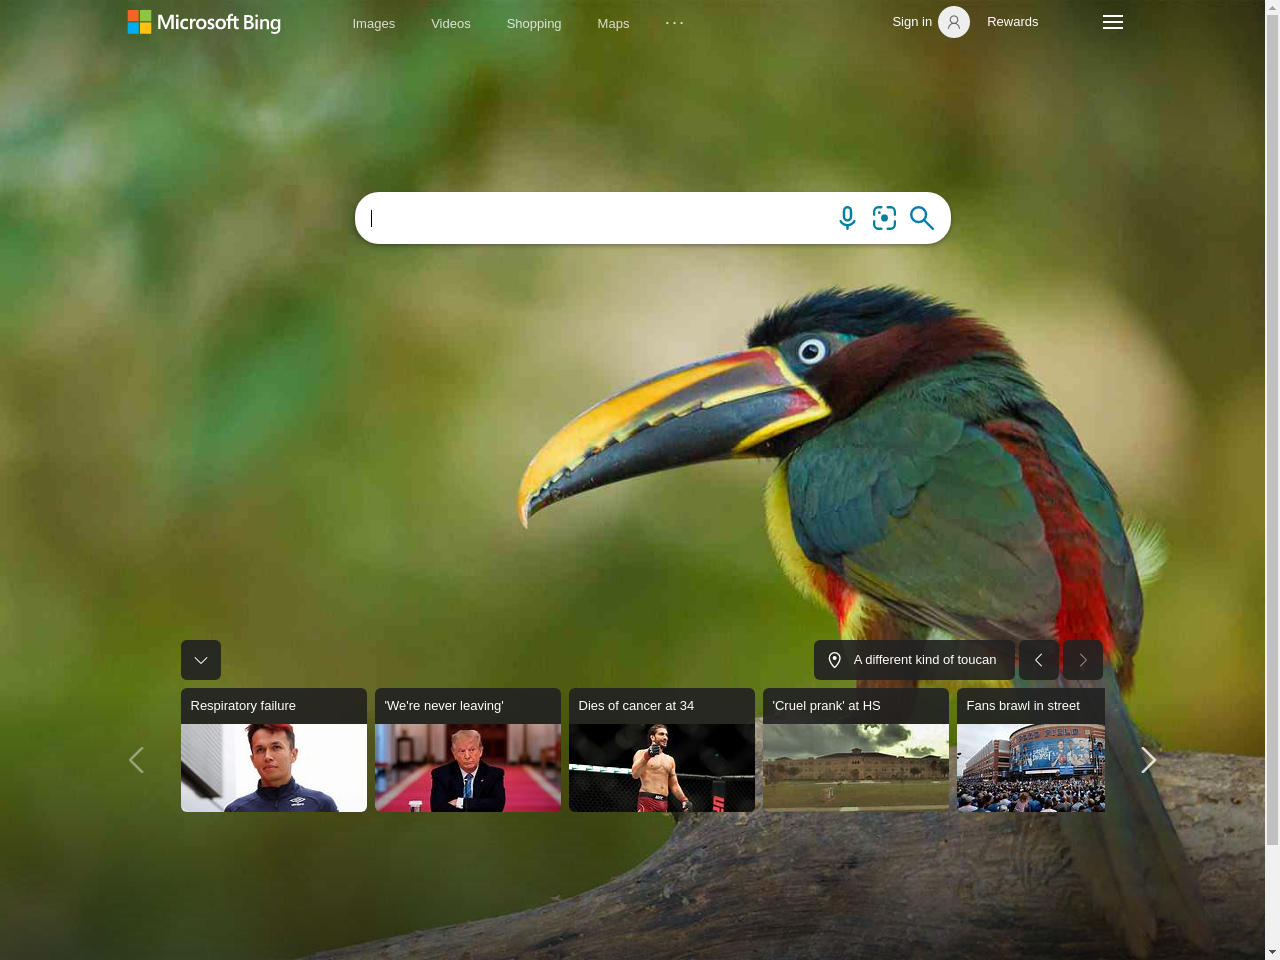 Microsoft Bing
Images
Videos
Shopping
Maps
...
Sign in
Rewards
A different kind of toucan
Respiratory failure
'We're never leaving'
Dies of cancer at 34
'Cruel prank' at HS
Fans brawl in street